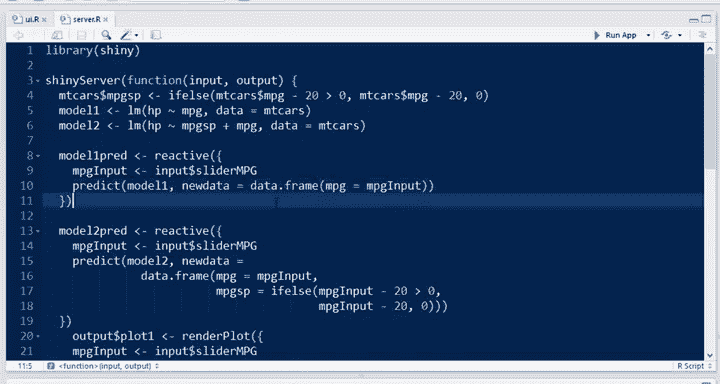 ui.R × server.R ×
Run App
1 library(shiny)
2
3 shinyServer(function(input, output) {
4 mtcars$mpgsp <- ifelse(mtcars$mpg - 20 > 0, mtcars$mpg - 20, 0)
5 model1 <- lm(hp ~ mpg, data = mtcars)
6 model2 <- lm(hp ~ mpgsp + mpg, data = mtcars)
7
8 model1pred <- reactive({
9 mpgInput <- input$sliderMPG
10 predict(model1, newdata = data.frame(mpg = mpgInput))
11 })
12
13 model2pred <- reactive({
14 mpgInput <- input$sliderMPG
15 predict(model2, newdata =
16 data.frame(mpg = mpgInput,
17 mpgsp = ifelse(mpgInput - 20 > 0,
18 mpgInput - 20, 0)))
19 })
20 output$plot1 <- renderPlot({
21 mpgInput <- input$sliderMPG
11:5 <function>(input, output) R Script